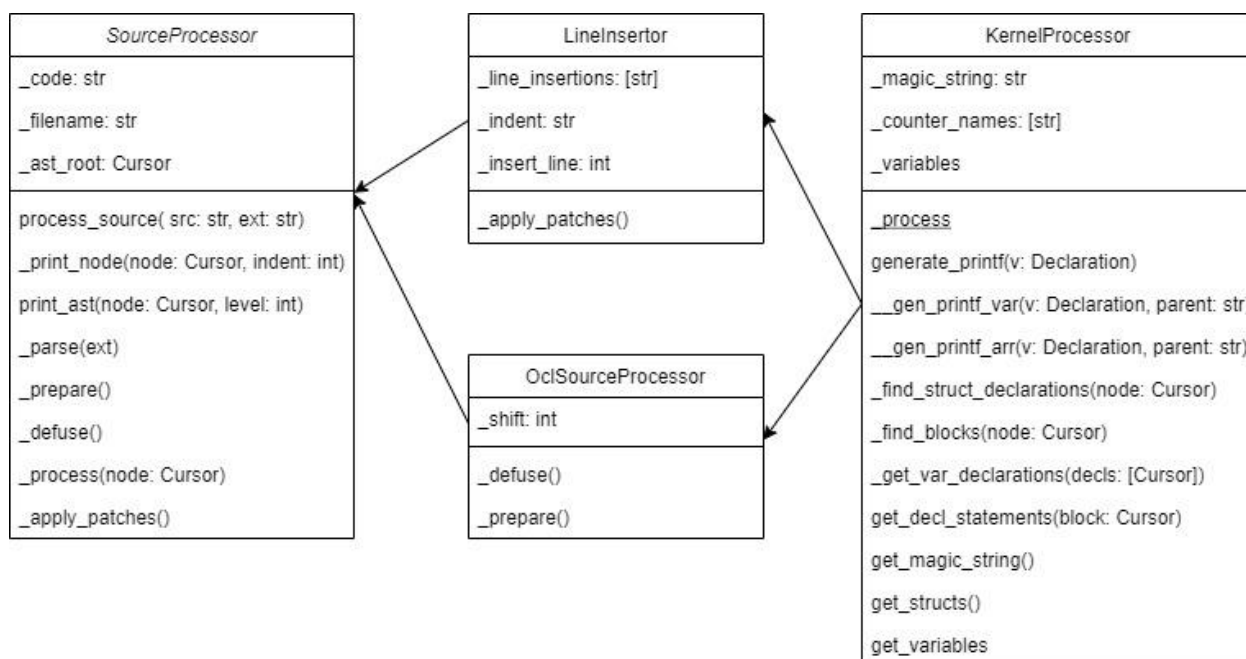 SourceProcessor
_code: str
_filename: str
_ast_root: Cursor
process_source( src: str, ext: str)
_print_node(node: Cursor, indent: int)
print_ast(node: Cursor, level: int)
_parse(ext)
_prepare()
_defuse()
_process(node: Cursor)
_apply_patches()
LineInsertor
_line_insertions: [str]
_indent: str
_insert_line: int
_apply_patches()
OclSourceProcessor
_shift: int
_defuse()
_prepare()
KernelProcessor
_magic_string: str
_counter_names: [str]
_variables
_process
generate_printf(v: Declaration)
__gen_printf_var(v: Declaration, parent: str
__gen_printf_arr(v: Declaration, parent: str)
_find_struct_declarations(node: Cursor)
_find_blocks(node: Cursor)
_get_var_declarations(decls: [Cursor])
get_decl_statements(block: Cursor)
get_magic_string()
get_structs()
get_variables